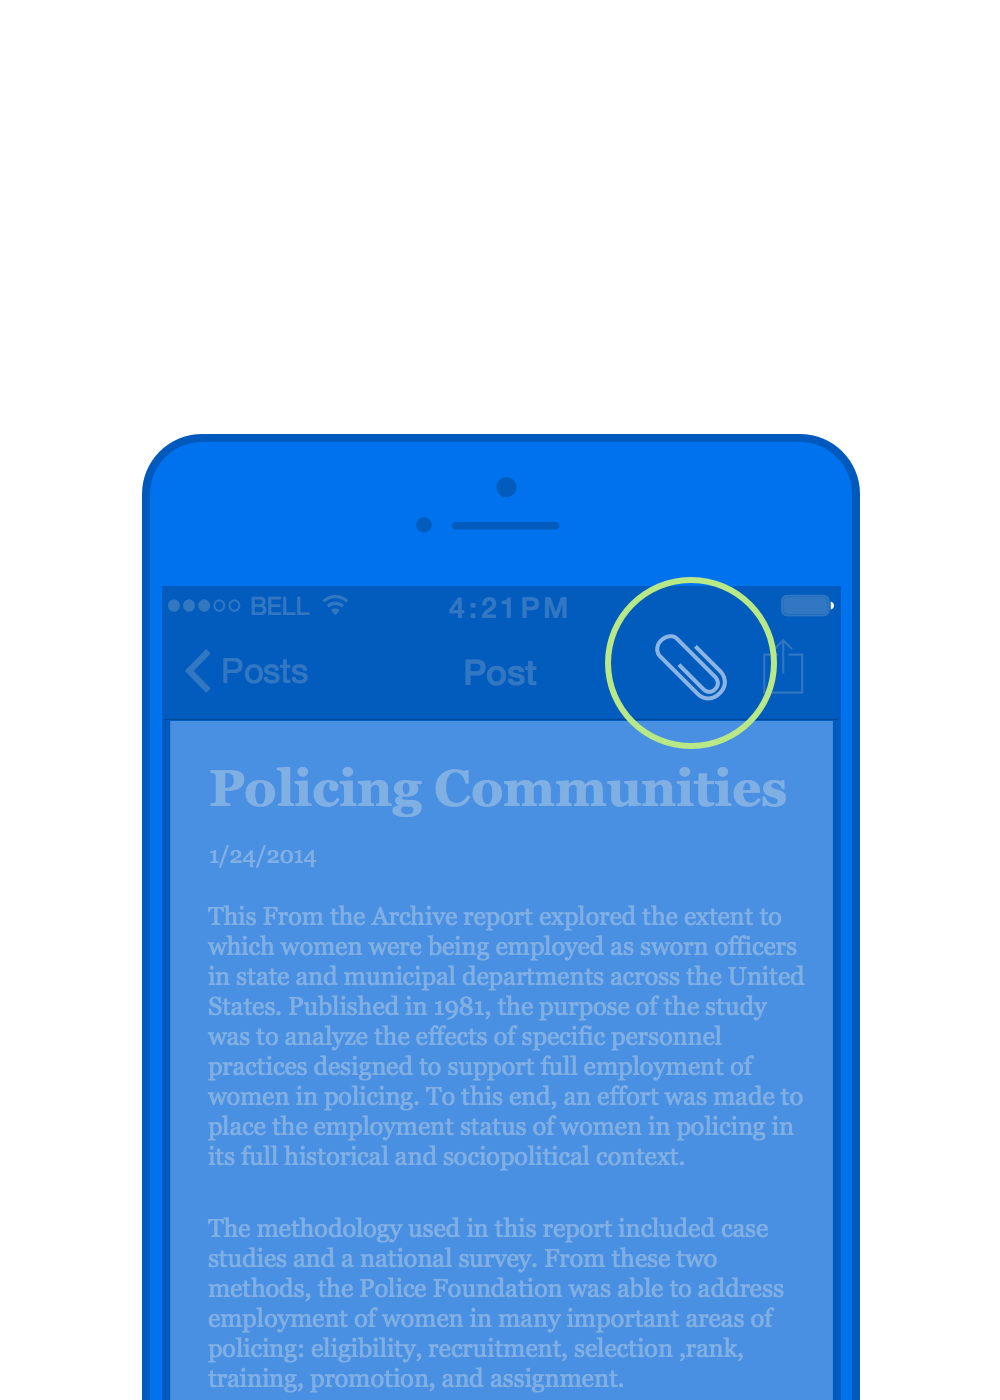 BELL 4:21PM
Posts Post
Policing Communities
1/24/2014
This From the Archive report explored the extent to
which women were being employed as sworn officers
in state and municipal departments across the United
States. Published in 1981, the purpose of the study
was to analyze the effects of specific personnel
practices designed to support full employment of
women in policing. To this end, an effort was made to
place the employment status of women in policing in
its full historical and sociopolitical context.
The methodology used in this report included case
studies and a national survey. From these two
methods, the Police Foundation was able to address
employment of women in many important areas of
policing: eligibility, recruitment, selection ,rank,
training, promotion, and assignment.